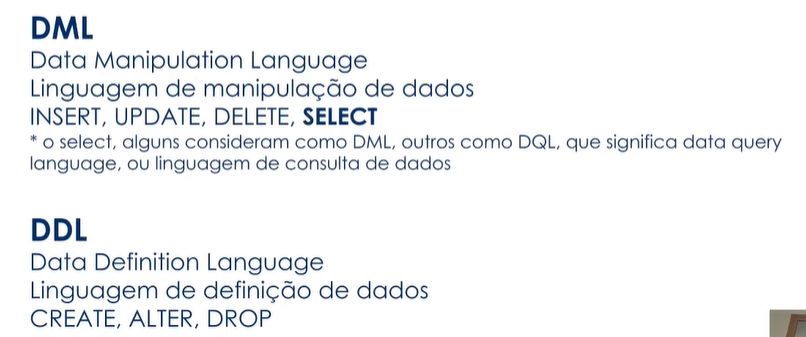 DML
Data Manipulation Language
Linguagem de manipulação de dados
INSERT, UPDATE, DELETE, SELECT
* o select, alguns consideram como DML, outros como DQL, que significa data query
language, ou linguagem de consulta de dados
DDL
Data Definition Language
Linguagem de definição de dados
CREATE, ALTER, DROP